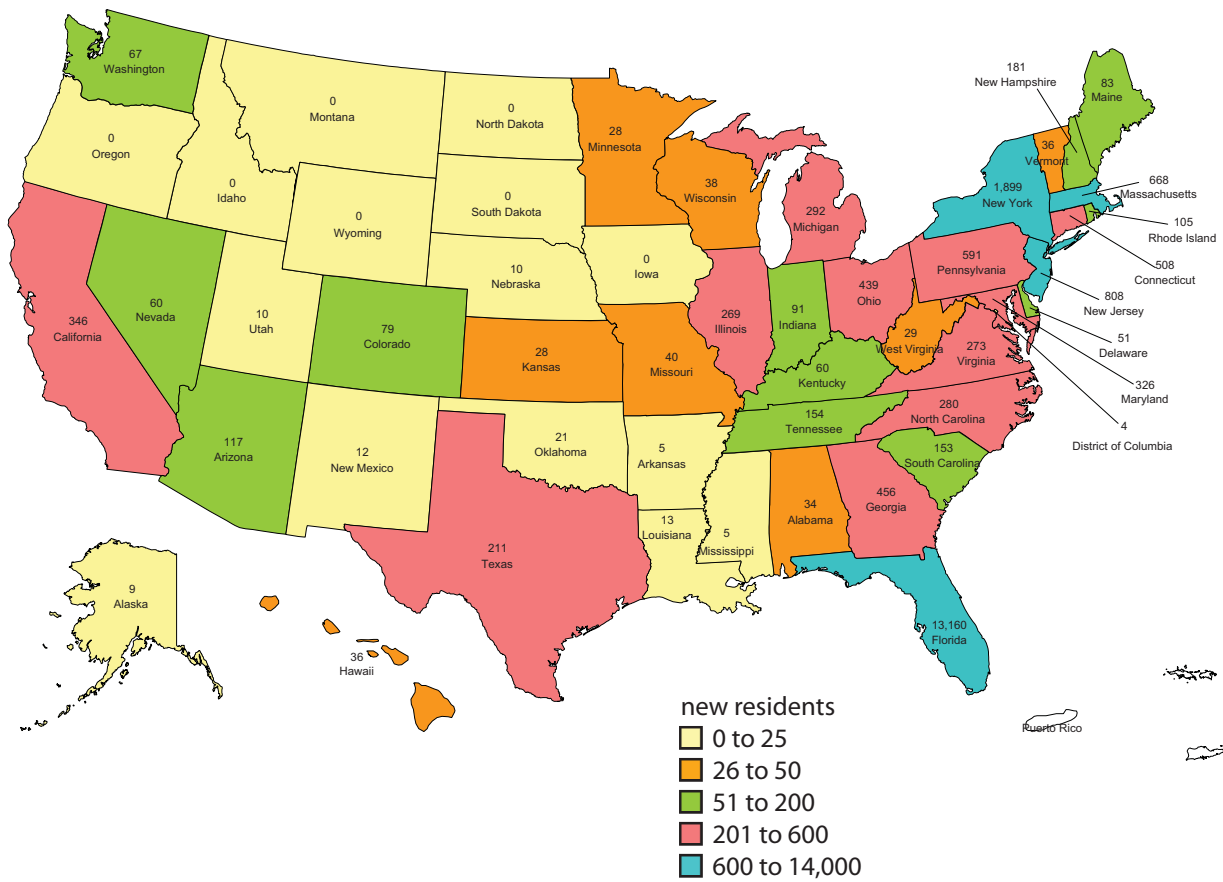 67
Washington
0
Oregon
0
Idaho
0
Montana
0
North Dakota
28
Minnesota
0
Wyoming
0
South Dakota
38
Wisconsin
292
Michigan
181
New Hampshire
83
Maine
36
Vermont
1,899
New York
668
Massachusetts
105
Rhode Island
508
Connecticut
808
New Jersey
51
Delaware
326
Maryland
4
District of Columbia
591
Pennsylvania
439
Ohio
91
Indiana
269
Illinois
0
Iowa
10
Nebraska
10
Utah
60
Nevada
346
California
79
Colorado
28
Kansas
40
Missouri
60
Kentucky
29
West Virginia
273
Virginia
280
North Carolina
154
Tennessee
153
South Carolina
117
Arizona
12
New Mexico
21
Oklahoma
5
Arkansas
456
Georgia
34
Alabama
5
Mississippi
13
Louisiana
211
Texas
13,160
Florida
9
Alaska
36
Hawaii
Puerto Rico
new residents
0 to 25
26 to 50
51 to 200
201 to 600
600 to 14,000